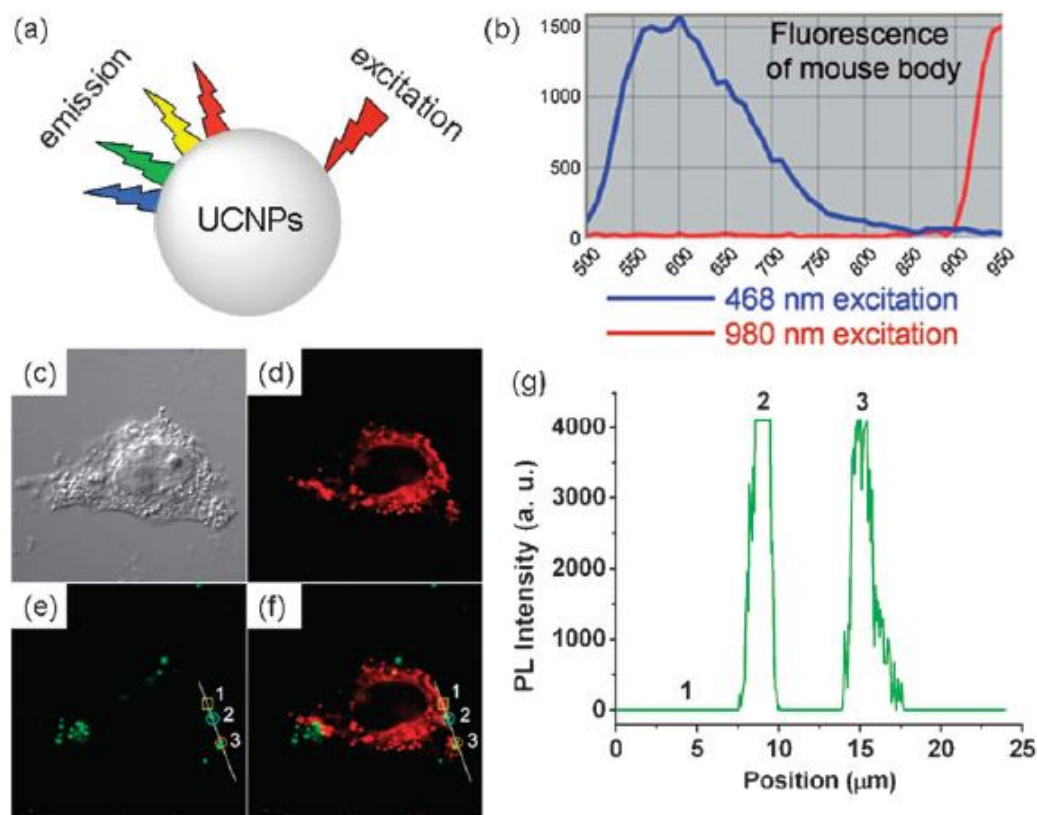 (a)
emission
excitation
UCNPs
(b)
Fluorescence
of mouse body
1500
1000
500
0
500 550 600 650 700 750 800 850 900 950
468 nm excitation
980 nm excitation
(c)
(d)
(e)
1
2
3
(f)
1
2
3
(g)
1
2
3
PL Intensity (a. u.)
4000
3000
2000
1000
0
0 5 10 15 20 25
Position (μm)